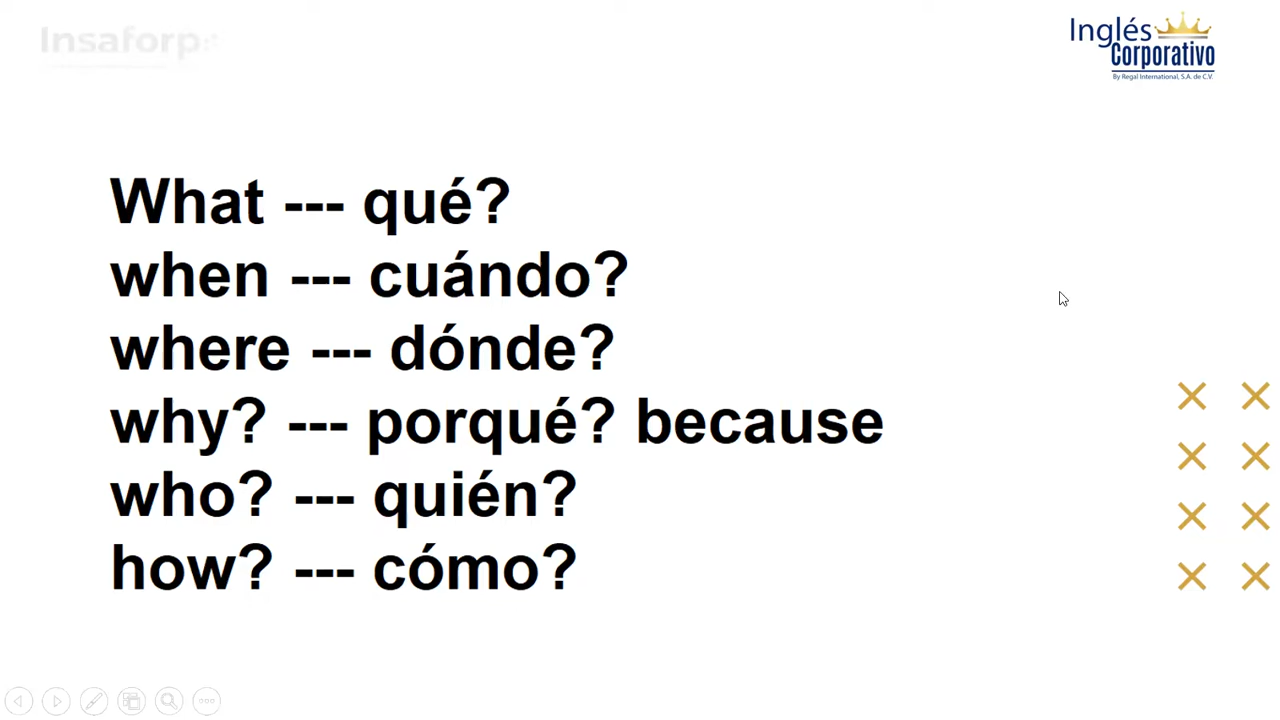 Insaforp
Inglés
Corporativo
By Regal International, S.A. de C.V.
What --- qué?
when --- cuándo?
where --- dónde?
why? --- porqué? because
who? --- quién?
how? --- cómo?